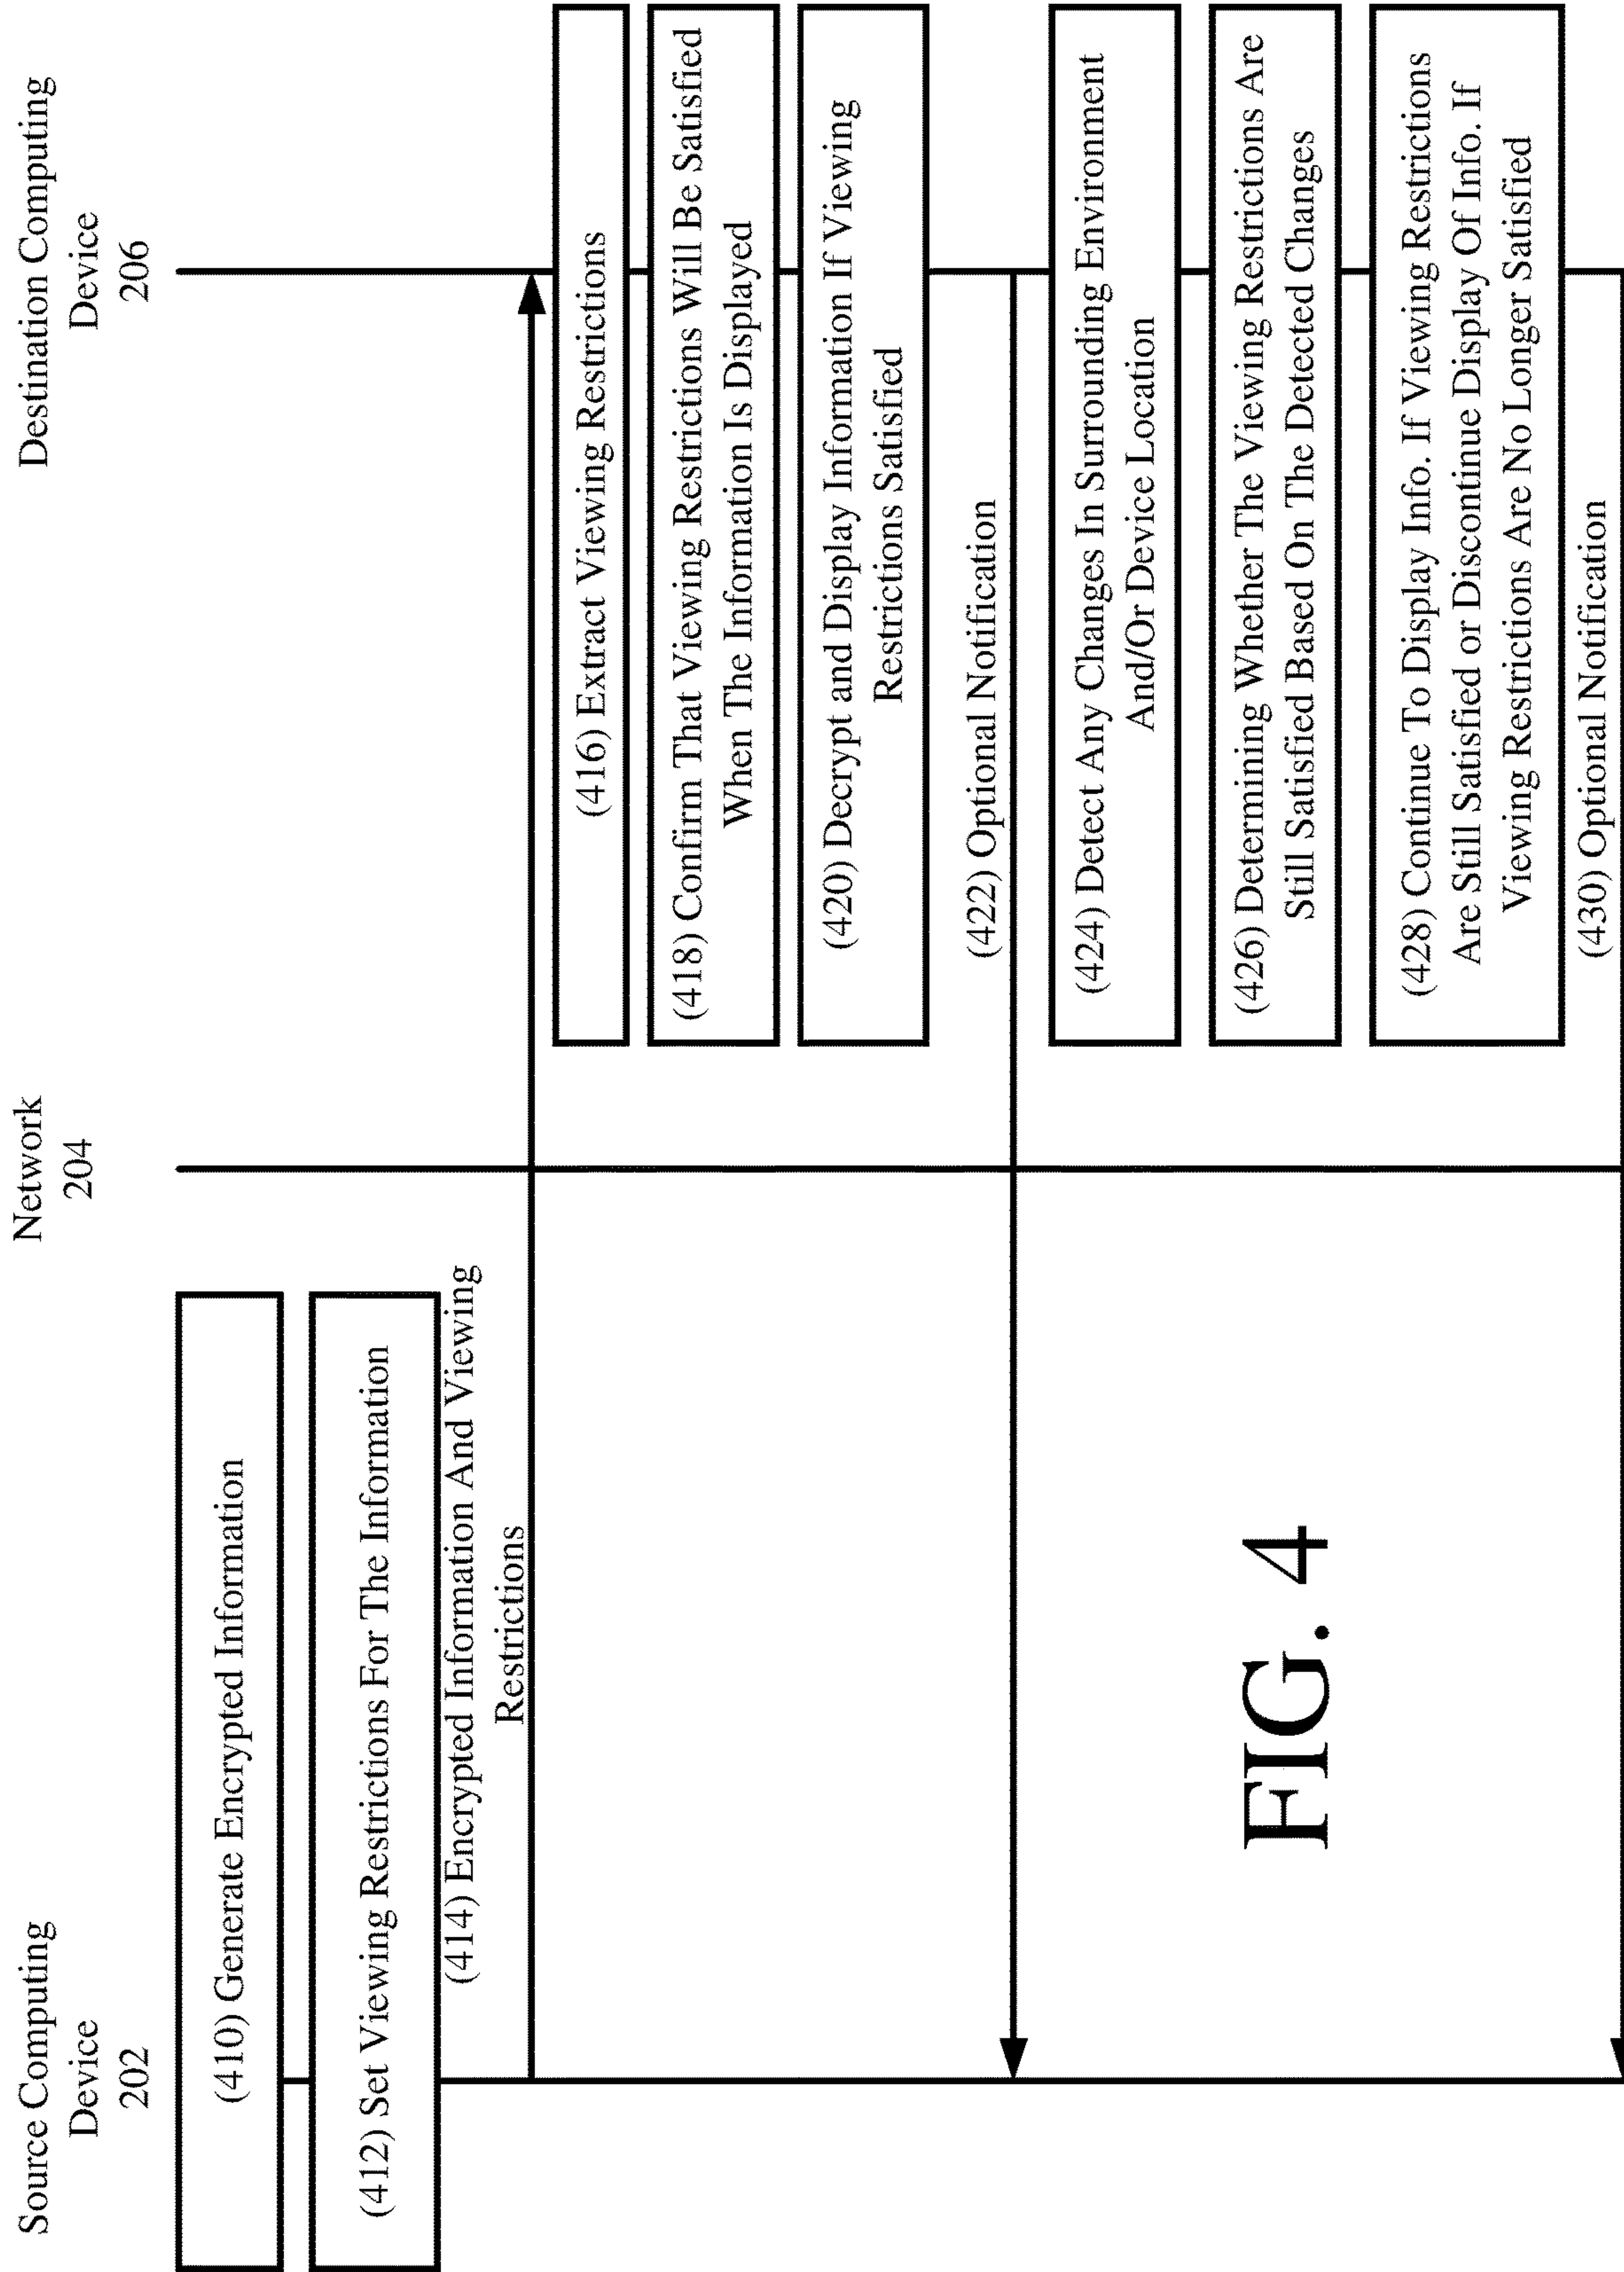 Source Computing
Device
202
Network
204
Destination Computing
Device
206
(410) Generate Encrypted Information
(412) Set Viewing Restrictions For The Information
(414) Encrypted Information And Viewing
Restrictions
(416) Extract Viewing Restrictions
(418) Confirm That Viewing Restrictions Will Be Satisfied
When The Information Is Displayed
(420) Decrypt and Display Information If Viewing
Restrictions Satisfied
(422) Optional Notification
(424) Detect Any Changes In Surrounding Environment
And/Or Device Location
(426) Determining Whether The Viewing Restrictions Are
Still Satisfied Based On The Detected Changes
(428) Continue To Display Info. If Viewing Restrictions
Are Still Satisfied or Discontinue Display Of Info. If
Viewing Restrictions Are No Longer Satisfied
(430) Optional Notification
FIG. 4